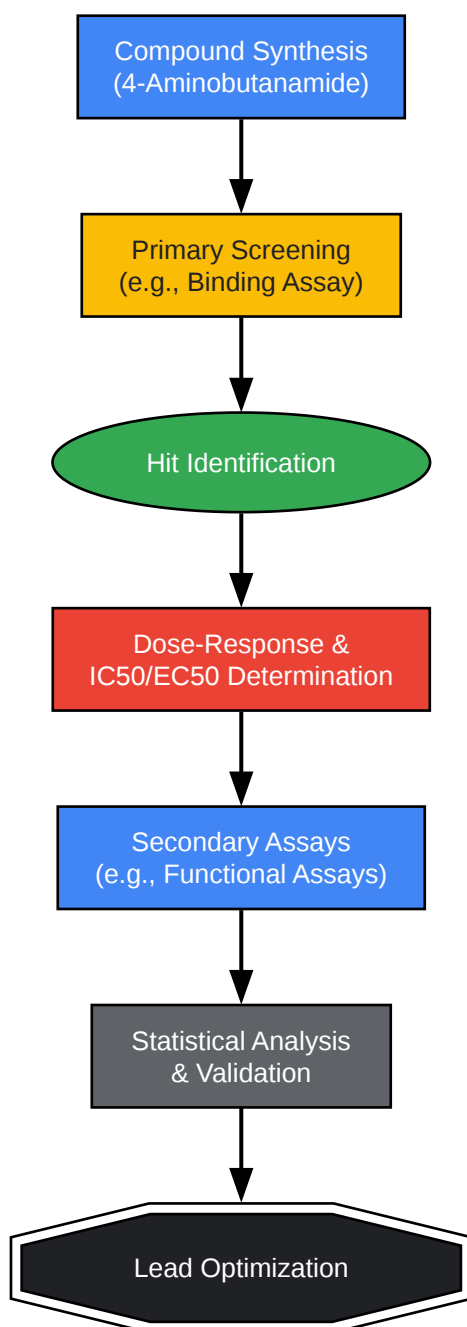 Compound Synthesis
(4-Aminobutanamide)
Primary Screening
(e.g., Binding Assay)
Hit Identification
Dose-Response &
IC50/EC50 Determination
Secondary Assays
(e.g., Functional Assays)
Statistical Analysis
& Validation
Lead Optimization